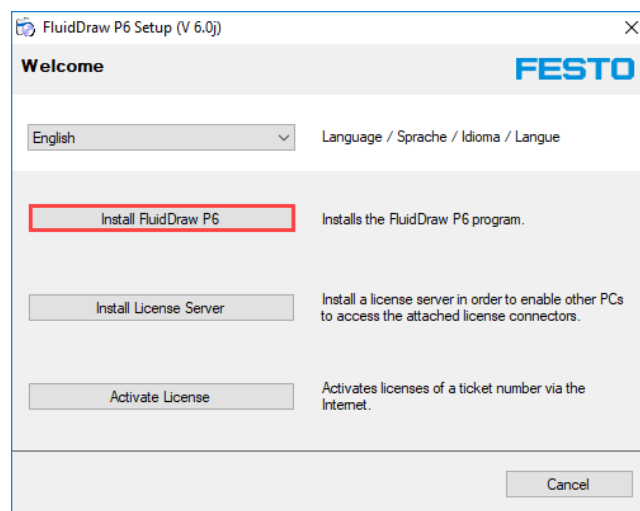 FluidDraw P6 Setup (V 6.0j)
Welcome
FESTO
English
Language / Sprache / Idioma / Langue
Install FluidDraw P6
Installs the FluidDraw P6 program.
Install License Server
Install a license server in order to enable other PCs
to access the attached license connectors.
Activate License
Activates licenses of a ticket number via the
Internet.
Cancel